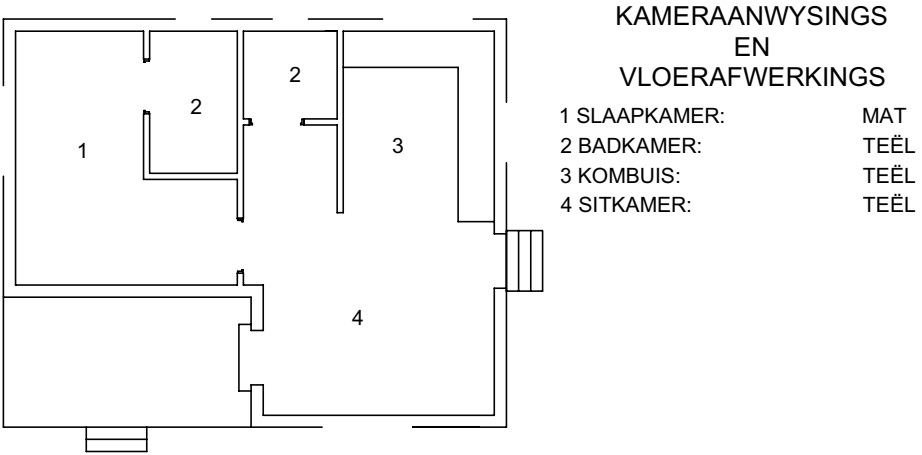 KAMERAANWYSINGS
EN
VLOERAFWERKINGS
1 SLAAPKAMER: MAT
2 BADKAMER: TEËL
3 KOMBUIS: TEËL
4 SITKAMER: TEËL
2
2
3
1
4